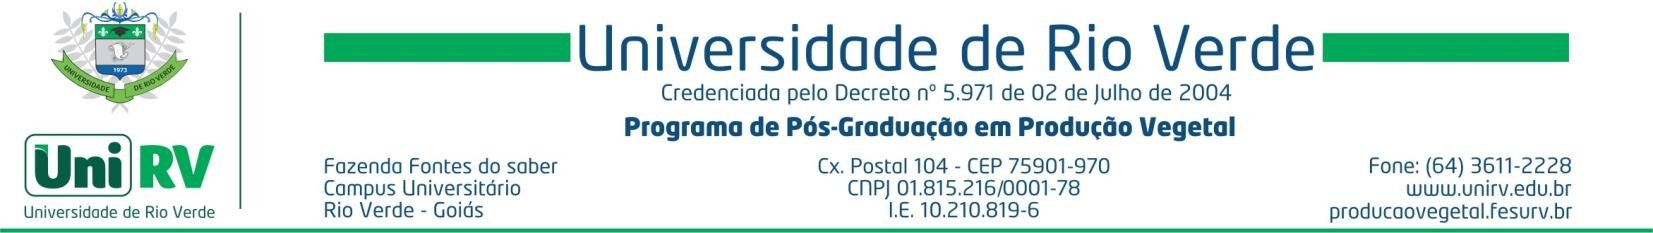 1973
UNIVERSIDADE DE RIO VERDE
UniRV
Universidade de Rio Verde
Universidade de Rio Verde
Credenciada pelo Decreto nº 5.971 de 02 de Julho de 2004
Programa de Pós-Graduação em Produção Vegetal
Fazenda Fontes do saber
Campus Universitário
Rio Verde - Goiás
Cx. Postal 104 - CEP 75901-970
CNPJ 01.815.216/0001-78
I.E. 10.210.819-6
Fone: (64) 3611-2228
www.unirv.edu.br
producaovegetal.fesurv.br